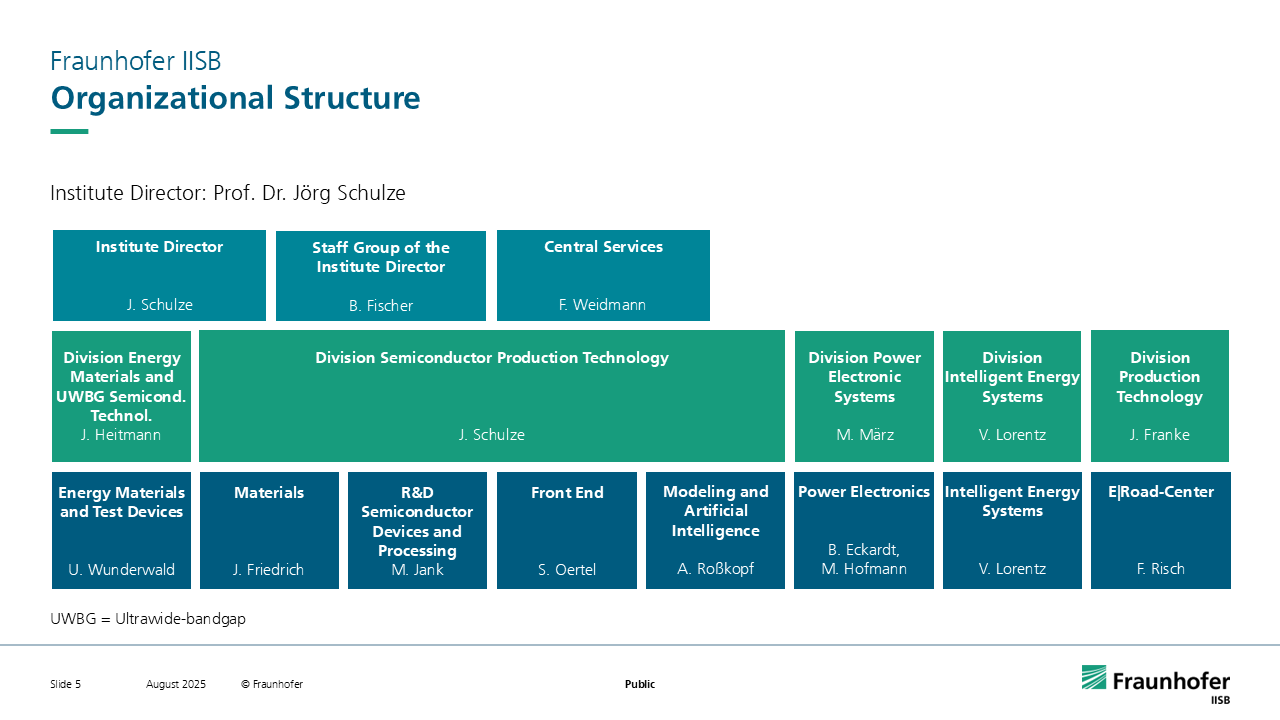 Fraunhofer IISB
Organizational Structure
Institute Director: Prof. Dr. Jörg Schulze
Institute Director
J. Schulze
Staff Group of the
Institute Director
B. Fischer
Central Services
F. Weidmann
Division Energy
Materials and
UWBG Semicond.
Technol.
J. Heitmann
Division Semiconductor Production Technology
J. Schulze
Division Power
Electronic
Systems
M. März
Division
Intelligent Energy
Systems
V. Lorentz
Division
Production
Technology
J. Franke
Energy Materials
and Test Devices
U. Wunderwald
Materials
J. Friedrich
R&D
Semiconductor
Devices and
Processing
M. Jank
Front End
S. Oertel
Modeling and
Artificial
Intelligence
A. Roßkopf
Power Electronics
B. Eckardt,
M. Hofmann
Intelligent Energy
Systems
V. Lorentz
E|Road-Center
F. Risch
UWBG = Ultrawide-bandgap
Slide 5
August 2025
© Fraunhofer
Public
Fraunhofer
IISB